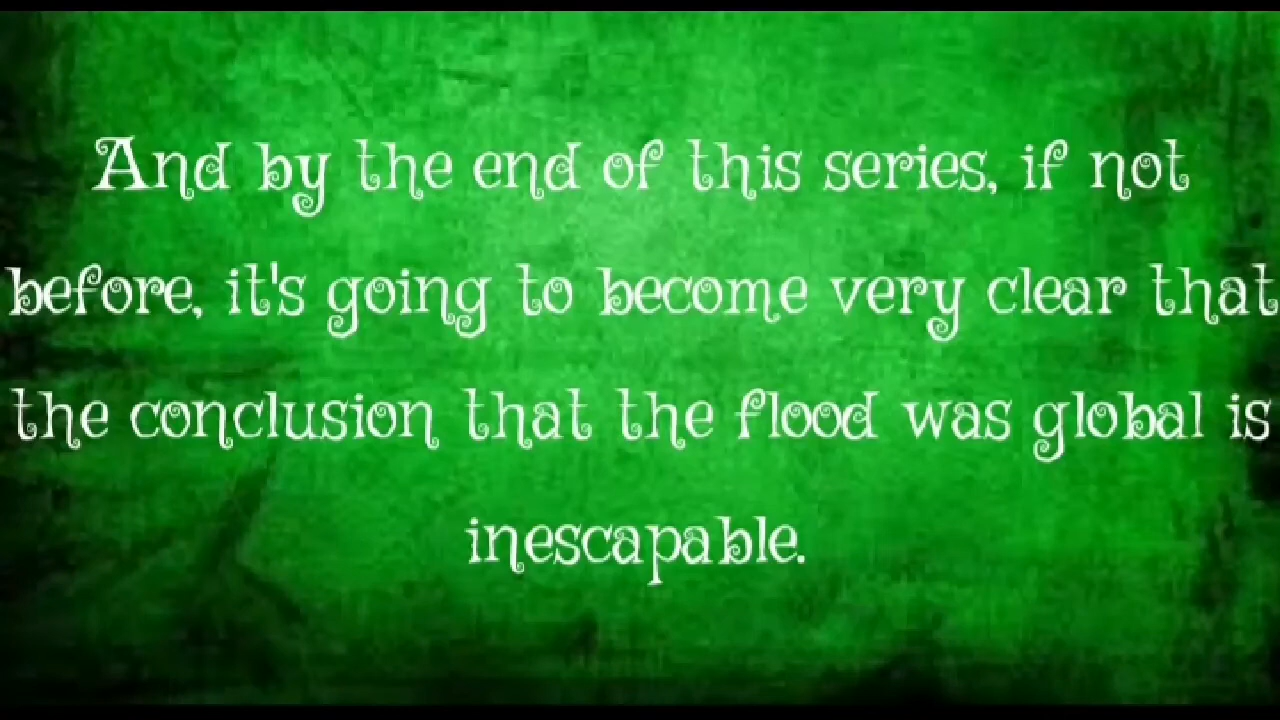 And by the end of this series, if not
before, it's going to become very clear that
the conclusion that the flood was global is
inescapable.